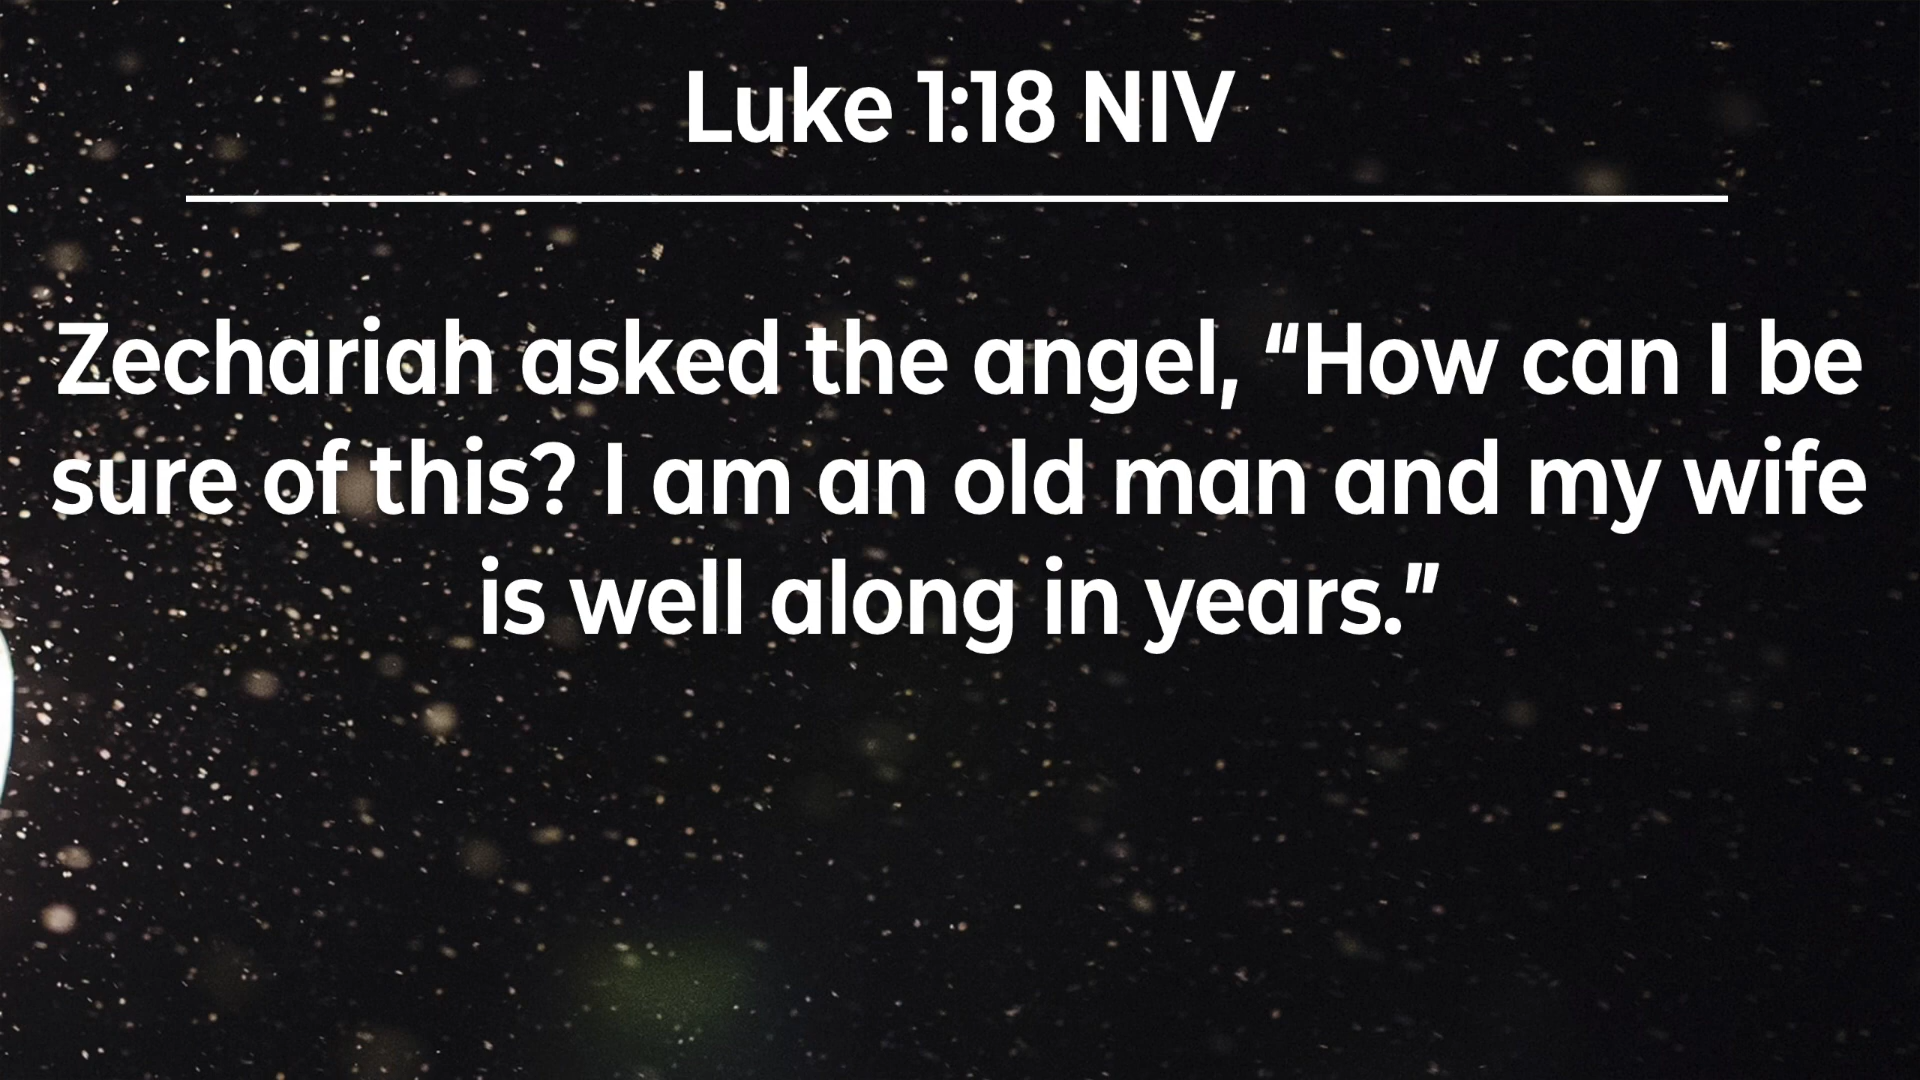 Luke 1:18 NIV
Zechariah asked the angel, “How can I be
sure of this? I am an old man and my wife
is well along in years.”